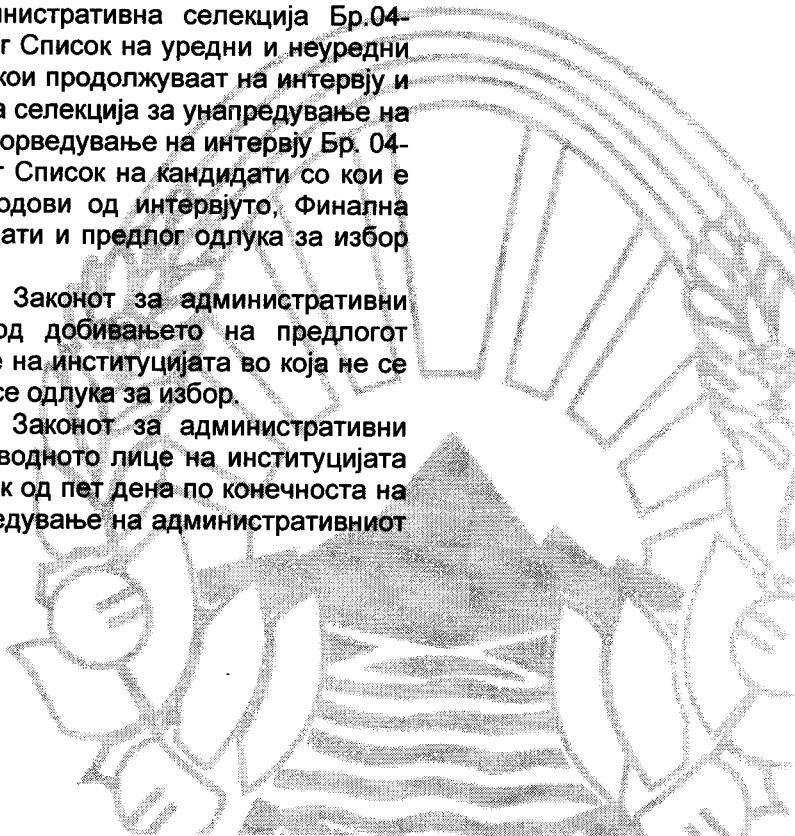 нистративна селекција Бр.04-
г Список на уредни и неуредни
кои продолжуваат на интервју и
а селекција за унапредување на
орведување на интервју Бр. 04-
г Список на кандидати со кои е
одови од интервјуто, Финална
ати и предлог одлука за избор
Законот за административни
од добивањето на предлогот
е на институцијата во која не се
се одлука за избор.
Законот за административни
водното лице на институцијата
к од пет дена по конечноста на
едување на административниот